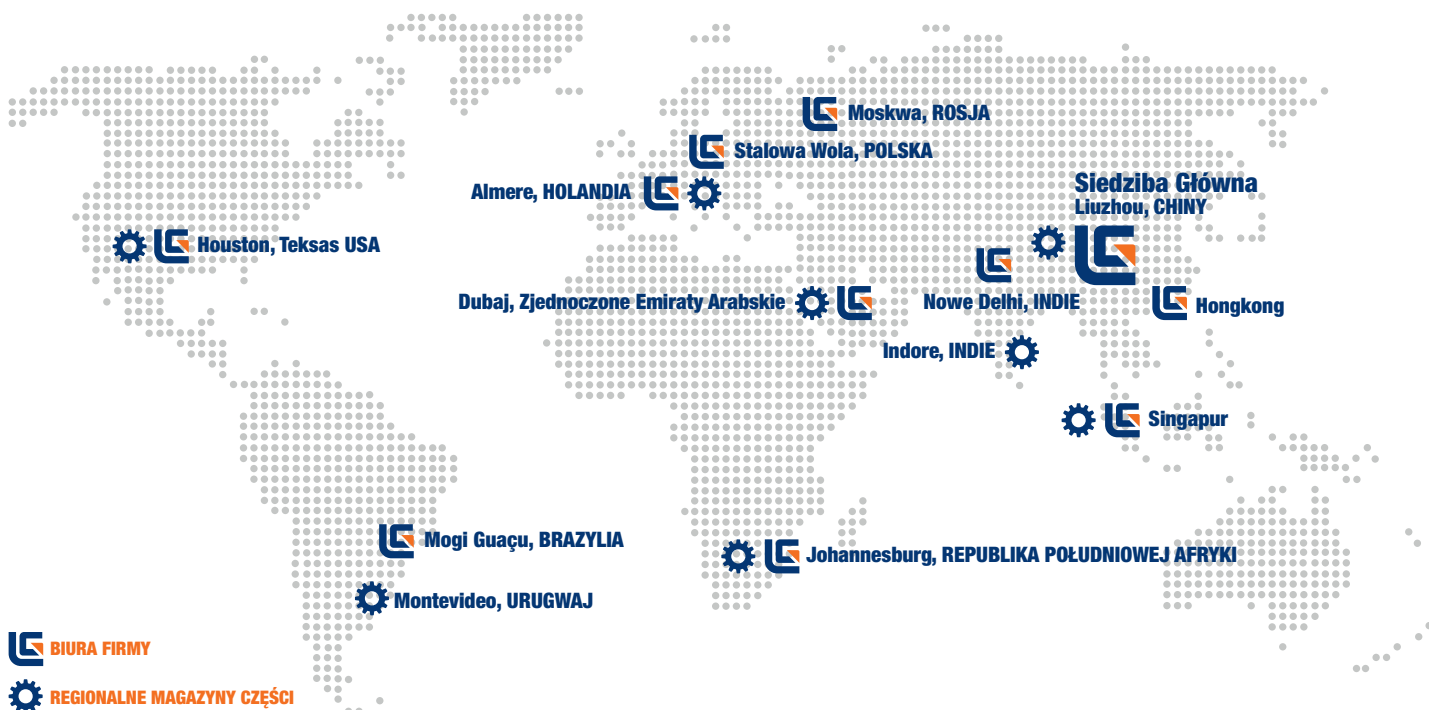 Moskwa, ROSJA
Stalowa Wola, POLSKA
Almere, HOLANDIA
Siedziba Główna
Liuzhou, CHINY
Houston, Teksas USA
Dubaj, Zjednoczone Emiraty Arabskie
Nowe Delhi, INDIE
Hongkong
Indore, INDIE
Singapur
Mogi Guaçu, BRAZYLIA
Johannesburg, REPUBLIKA POŁUDNIOWEJ AFRYKI
Montevideo, URUGWAJ
BIURA FIRMY
REGIONALNE MAGAZYNY CZĘŚCI